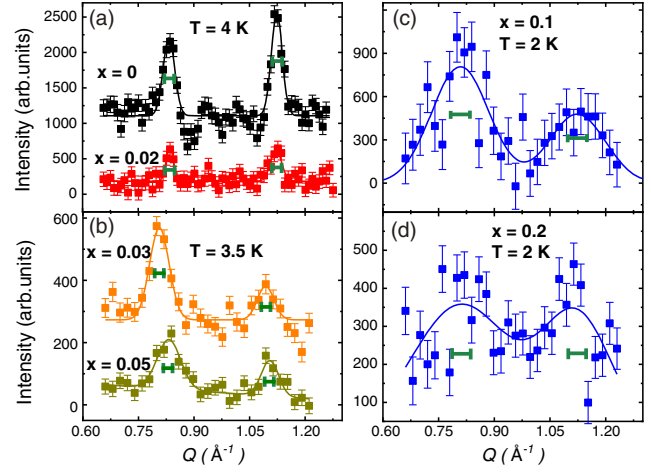 (a)
T = 4 K
x = 0
x = 0.02
Intensity (arb.units)
2500
2000
1500
1000
500
0
(b)
x = 0.03
T = 3.5 K
x = 0.05
Intensity (arb.units)
600
400
200
0
0.60 0.75 0.90 1.05 1.20
Q ( Å⁻¹)
(c)
x = 0.1
T = 2 K
900
600
300
0
(d)
x = 0.2
T = 2 K
500
400
300
200
100
0.60 0.75 0.90 1.05 1.20
Q ( Å⁻¹)